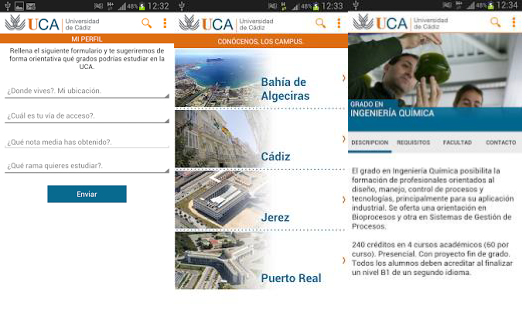 12:32
UCA Universidad
de Cádiz
MI PERFIL
Rellena el siguiente formulario y te sugeriremos de
forma orientativa qué grados podrías estudiar en la
UCA.
¿Donde vives?. Mi ubicación.
¿Cuál es tu vía de acceso?.
¿Qué nota media has obtenido?.
¿Qué rama quieres estudiar?.
Enviar
12:33
UCA Universidad
de Cádiz
CONÓCENOS, LOS CAMPUS.
Bahía de
Algeciras
Cádiz
Jerez
Puerto Real
12:34
UCA Universidad
de Cádiz
GRADO EN
INGENIERÍA QUÍMICA
DESCRIPCION REQUISITOS FACULTAD CONTACTO
El grado en Ingeniería Química posibilita la
formación de profesionales orientados al
diseño, manejo, control de procesos y
tecnologías, principalmente para su aplicación
industrial. Se oferta una orientación en
Bioprocesos y otra en Sistemas de Gestión de
Procesos.
240 créditos en 4 cursos académicos (60 por
curso). Presencial. Con proyecto fin de grado.
Todos los alumnos deben acreditar al finalizar
un nivel B1 de un segundo idioma.